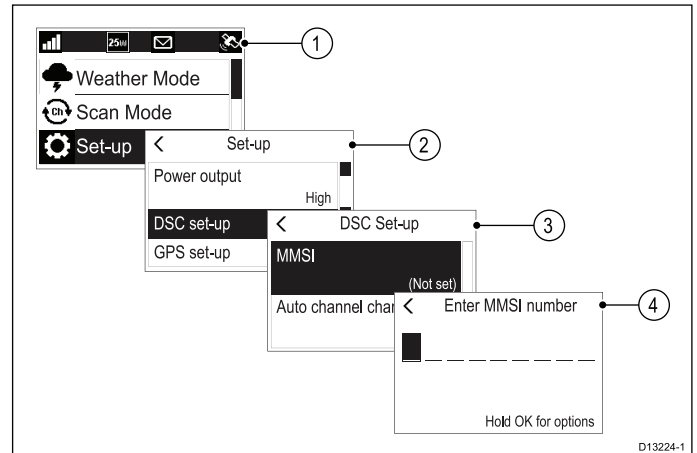 25W
1
Weather Mode
Ch Scan Mode
Set-up
< Set-up
2
Power output
High
DSC set-up
GPS set-up
< DSC Set-up
3
MMSI
(Not set)
Auto channel cha
< Enter MMSI number
4
Hold OK for options
D13224-1